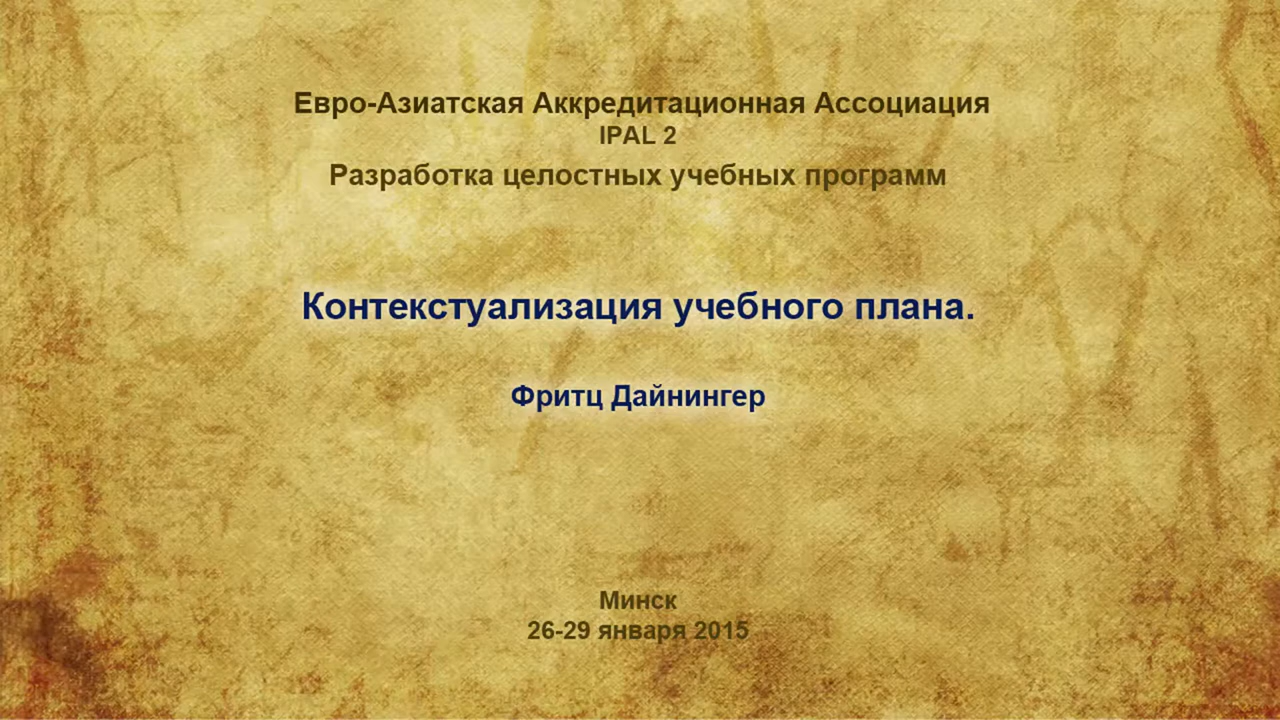 Евро-Азиатская Аккредитационная Ассоциация
IPAL 2
Разработка целостных учебных программ
Контекстуализация учебного плана.
Фритц Дайнингер
Минск
26-29 января 2015